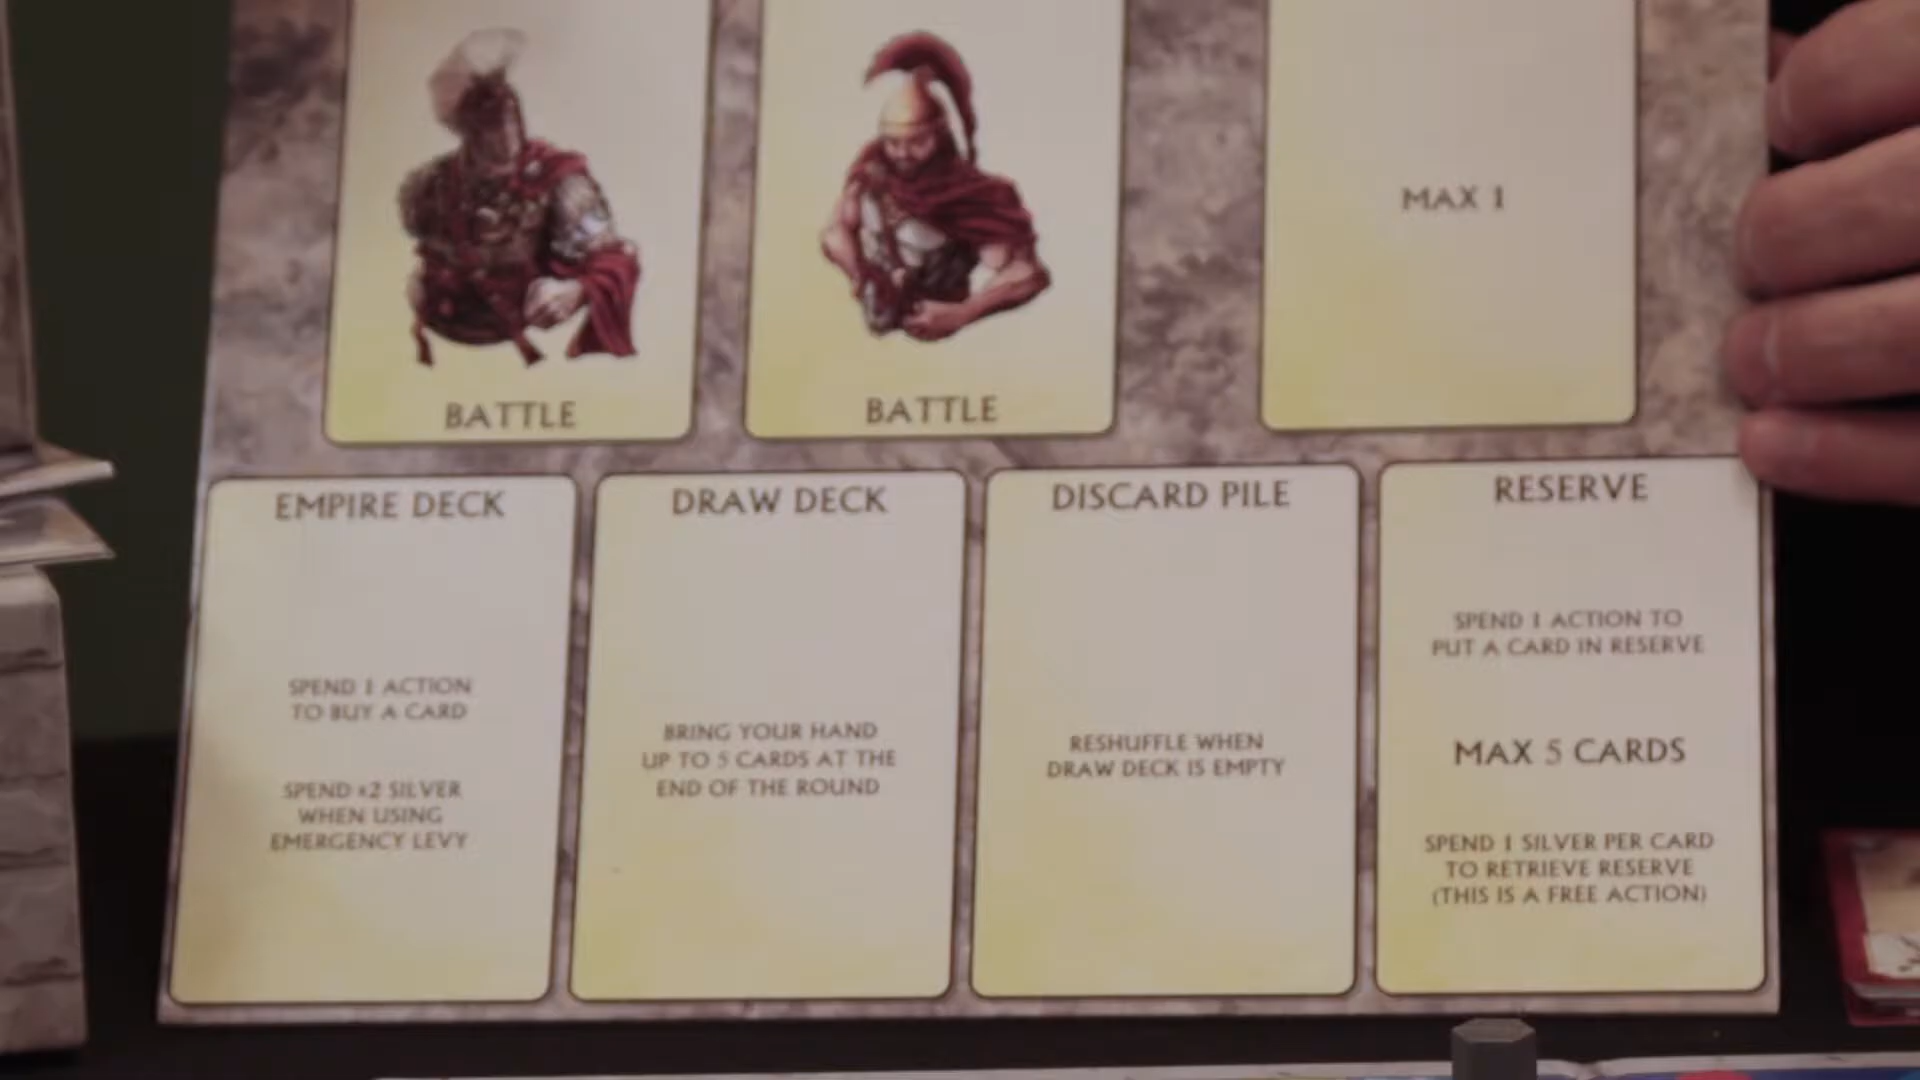 MAX 1
BATTLE
BATTLE
EMPIRE DECK
SPEND 1 ACTION
TO BUY A CARD
SPEND x2 SILVER
WHEN USING
EMERGENCY LEVY
DRAW DECK
BRING YOUR HAND
UP TO 5 CARDS AT THE
END OF THE ROUND
DISCARD PILE
RESHUFFLE WHEN
DRAW DECK IS EMPTY
RESERVE
SPEND 1 ACTION TO
PUT A CARD IN RESERVE
MAX 5 CARDS
SPEND 1 SILVER PER CARD
TO RETRIEVE RESERVE
(THIS IS A FREE ACTION)